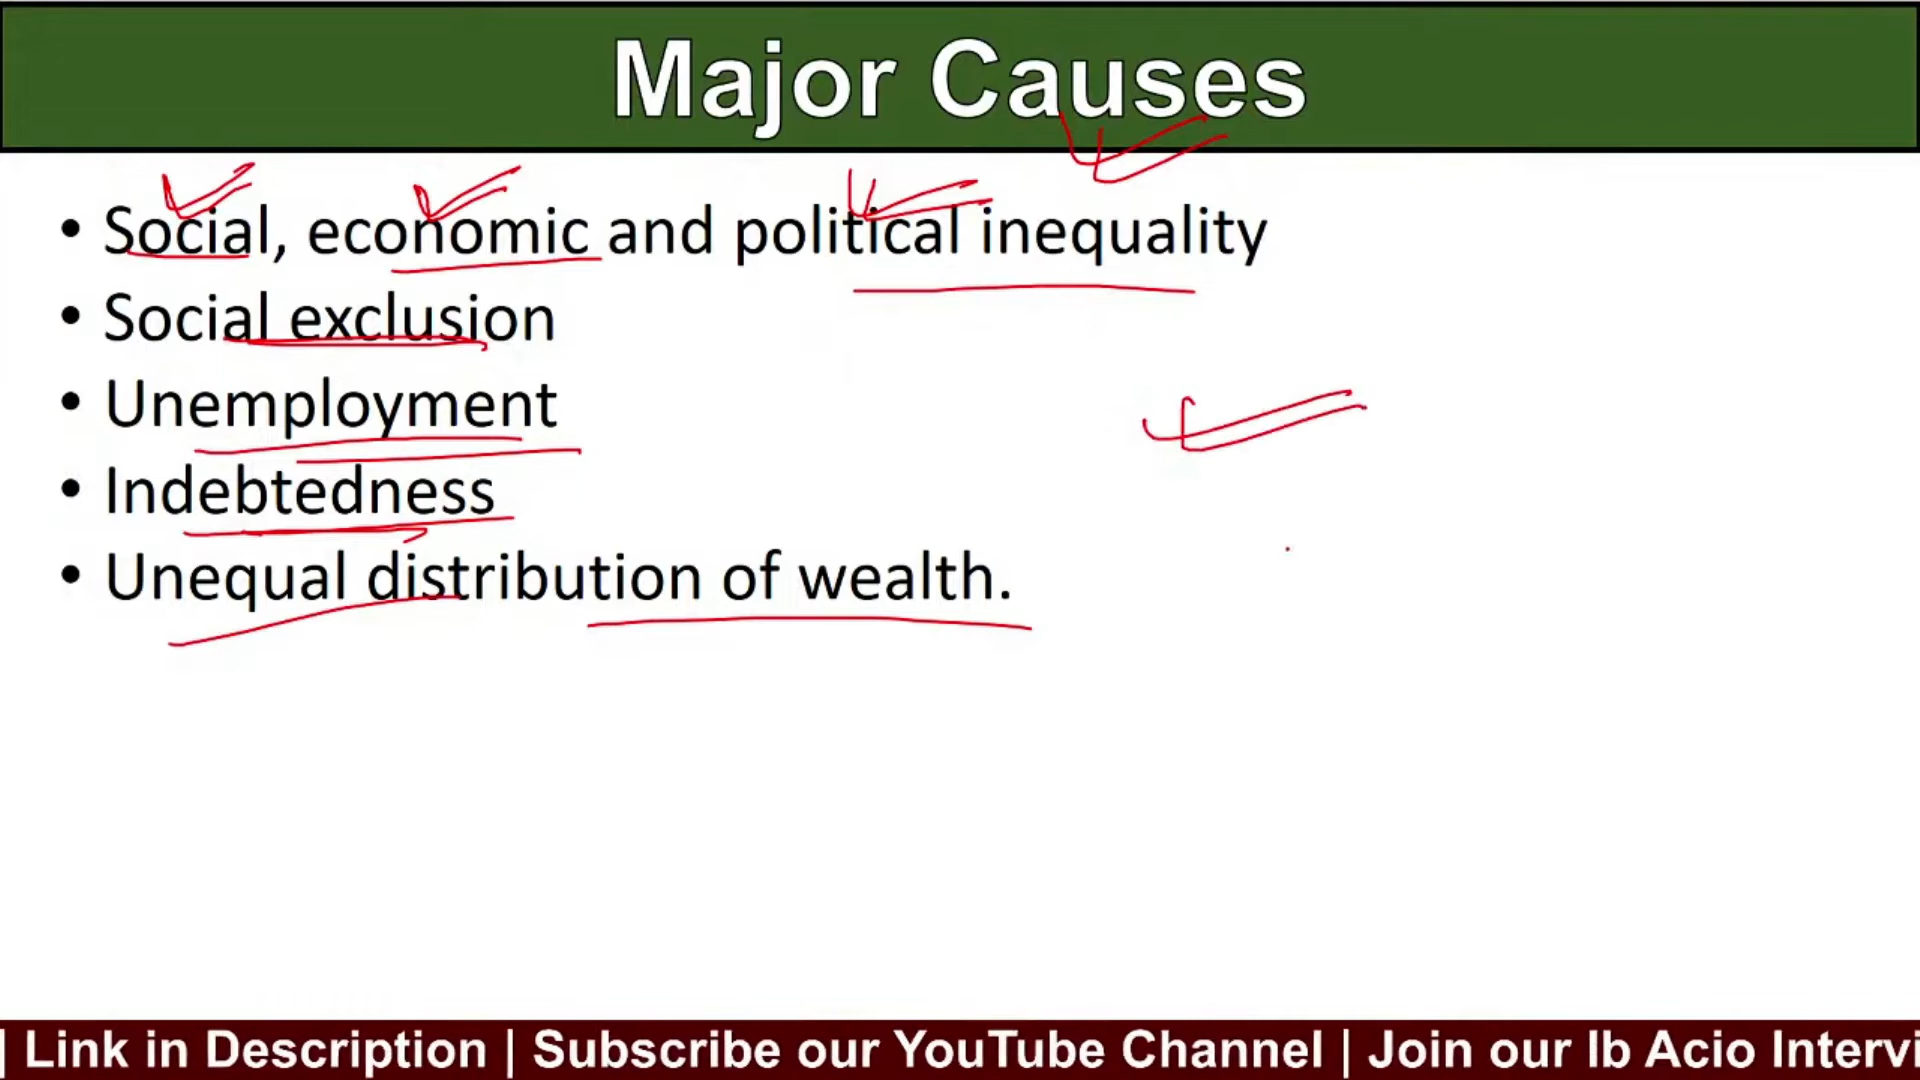 Major Causes
• Social, economic and political inequality
• Social exclusion
• Unemployment
• Indebtedness
• Unequal distribution of wealth.
| Link in Description | Subscribe our YouTube Channel | Join our Ib Acio Intervi